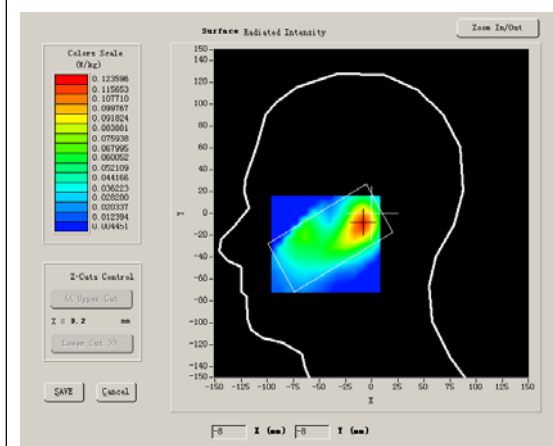 Surface Radiated Intensity
Zoom In/Out
Colors Scale
(W/kg)
0.123596
0.115653
0.107710
0.099767
0.091824
0.083881
0.075938
0.067995
0.060052
0.052109
0.044166
0.036223
0.028280
0.020337
0.012394
0.004451
150
140
120
100
80
60
40
20
0
-20
-40
-60
-80
-100
-120
-140
-150
Y
-150 -125 -100 -75 -50 -25 0 25 50 75 100 125 150
X
Z-Cuts Control
<< Upper Cut
Z = 0.2 mm
Lower Cut >>
SAVE Cancel
-8 X (mm) -8 Y (mm)